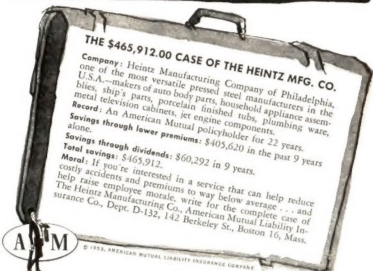 THE $465,912.00 CASE OF THE HEINTZ MFG. CO.
Company: Heintz Manufacturing Company of Philadelphia,
one of the most versatile pressed steel manufacturers in the
U.S.A.—makers of auto body parts, household appliance assem-
blies, ship's parts, porcelain finished tubs, plumbing ware,
metal television cabinets, jet engine components.
Record: An American Mutual policyholder for 22 years.
Savings through lower premiums: $405,620 in the past 9 years
alone.
Savings through dividends: $60,292 in 9 years.
Total savings: $465,912.
Moral: If you're interested in a service that can help reduce
costly accidents and premiums to way below average . . . and
help raise employee morale, write for the complete case of
The Heintz Manufacturing Co., American Mutual Liability In-
surance Co., Dept. D-132, 142 Berkeley St., Boston 16, Mass.
A M
© 1953, AMERICAN MUTUAL LIABILITY INSURANCE COMPANY